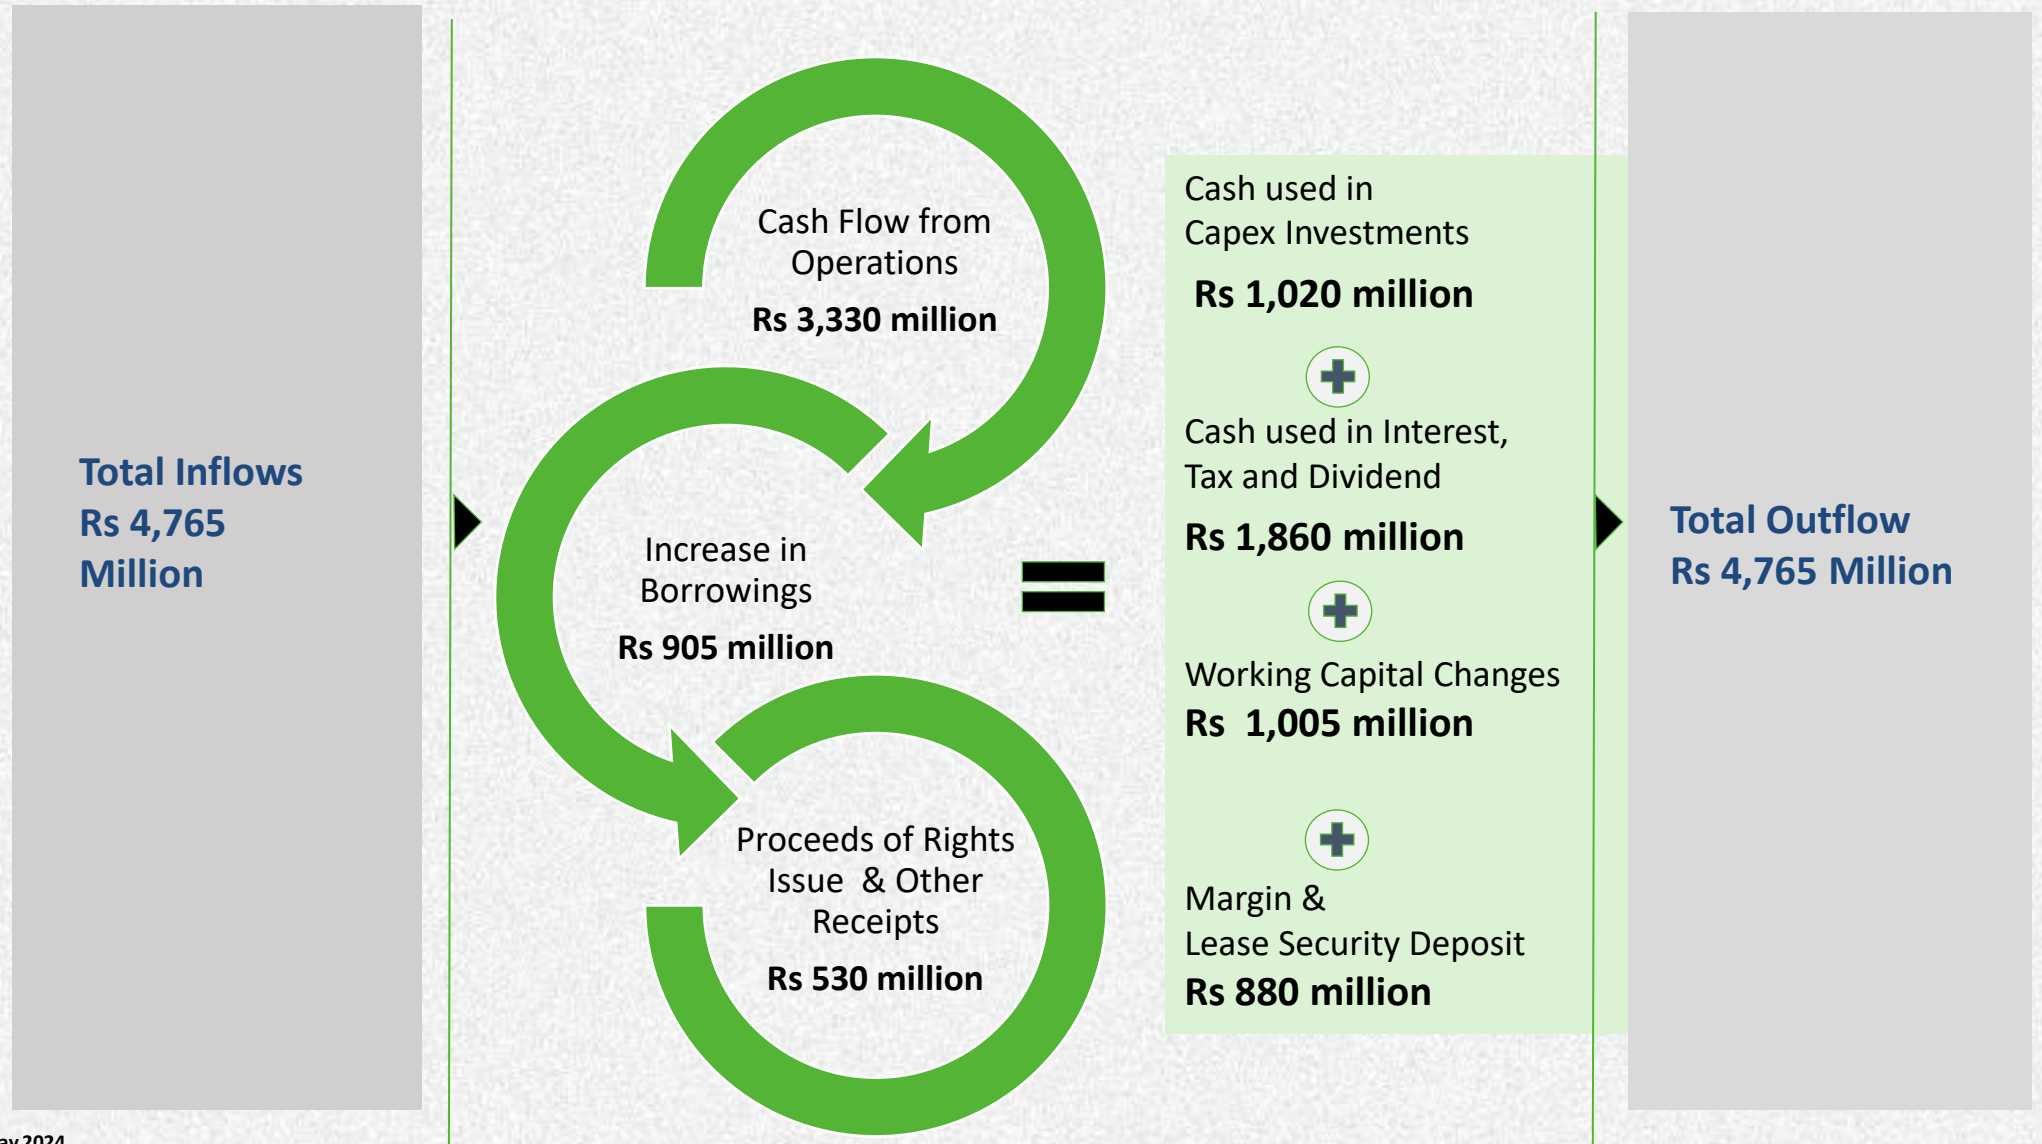 Total Inflows
Rs 4,765
Million
Cash Flow from
Operations
Rs 3,330 million
Increase in
Borrowings
Rs 905 million
Proceeds of Rights
Issue & Other
Receipts
Rs 530 million
Cash used in
Capex Investments
Rs 1,020 million
Cash used in Interest,
Tax and Dividend
Rs 1,860 million
Working Capital Changes
Rs 1,005 million
Margin &
Lease Security Deposit
Rs 880 million
Total Outflow
Rs 4,765 Million
2024